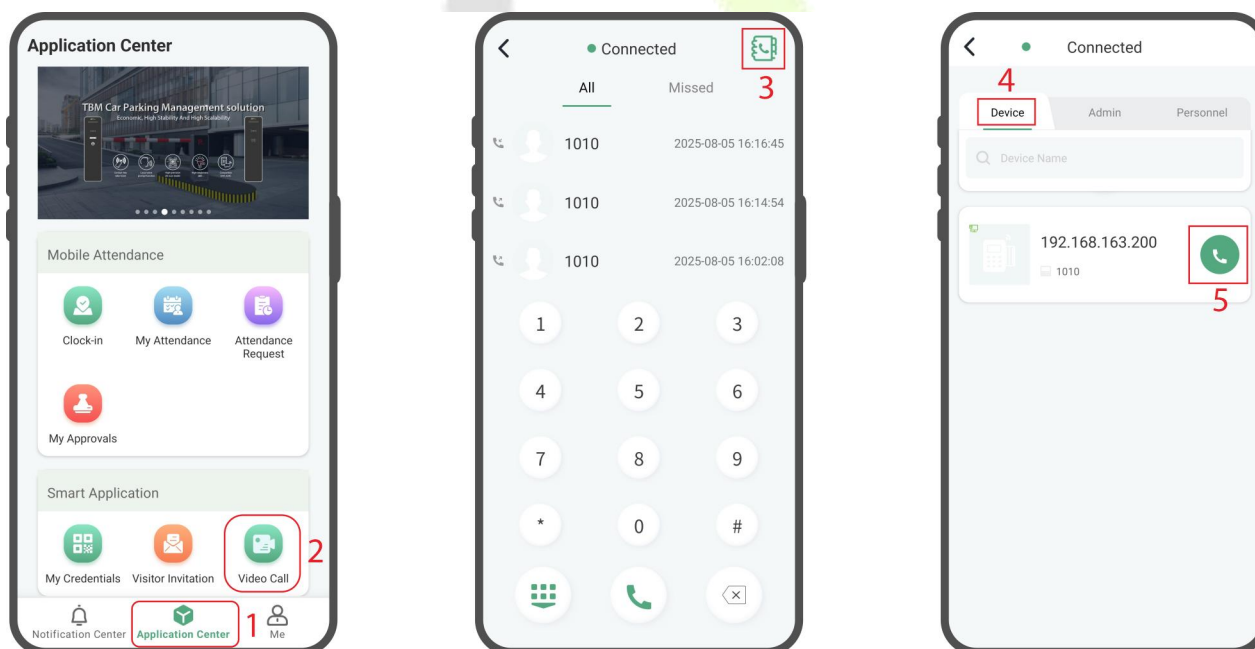 Application Center
TBM Car Parking Management solution
Economic, High Stability And High Scalability
Mobile Attendance
Clock-in
My Attendance
Attendance
Request
My Approvals
Smart Application
My Credentials
Visitor Invitation
Video Call
2
Notification Center
Application Center
1
Me
Connected
3
All
Missed
1010
2025-08-05 16:16:45
1010
2025-08-05 16:14:54
1010
2025-08-05 16:02:08
1
2
3
4
5
6
7
8
9
*
0
#
Connected
4
Device
Admin
Personnel
Device Name
192.168.163.200
1010
5